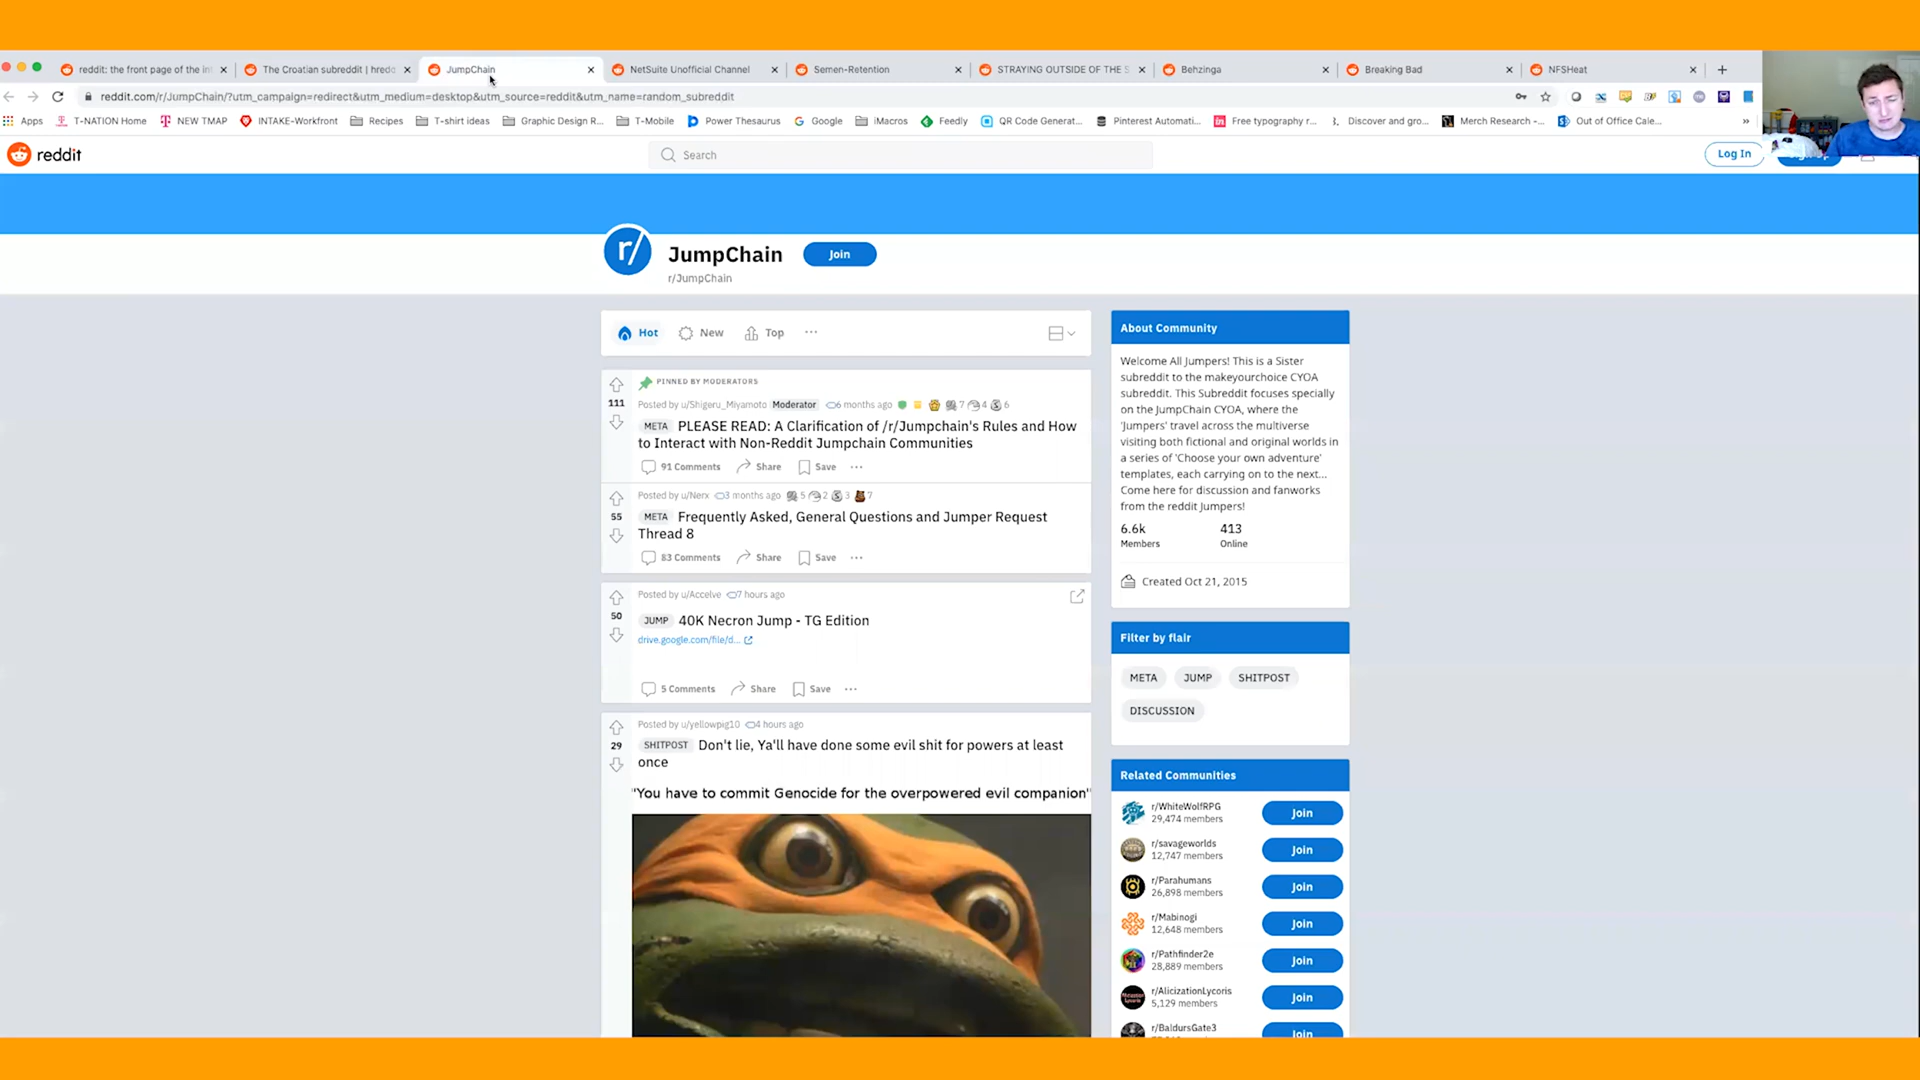 reddit: the front page of the in
The Croatian subreddit | hredd
JumpChain
NetSuite Unofficial Channel
Semen-Retention
STRAYING OUTSIDE OF THE S
Behzinga
Breaking Bad
NFSHeat
reddit.com/r/JumpChain/?utm_campaign=redirect&utm_medium=desktop&utm_source=reddit&utm_name=random_subreddit
Apps
T-NATION Home
NEW TMAP
INTAKE-Workfront
Recipes
T-shirt ideas
Graphic Design R...
T-Mobile
Power Thesaurus
Google
iMacros
Feedly
QR Code Generat...
Pinterest Automati...
Free typography r...
Discover and gro...
Merch Research -...
Out of Office Cale...
reddit
Search
Log In
r/
JumpChain
Join
r/JumpChain
Hot
New
Top
PINNED BY MODERATORS
111
Posted by u/Shigeru_Miyamoto Moderator 6 months ago 7 4 6
META PLEASE READ: A Clarification of /r/Jumpchain's Rules and How
to Interact with Non-Reddit Jumpchain Communities
91 Comments Share Save
Posted by u/Nerx 3 months ago 5 2 3 7
55
META Frequently Asked, General Questions and Jumper Request
Thread 8
83 Comments Share Save
Posted by u/Accelve 7 hours ago
50
JUMP 40K Necron Jump - TG Edition
drive.google.com/file/d...
5 Comments Share Save
Posted by u/yellowpig10 4 hours ago
29
SHITPOST Don't lie, Ya'll have done some evil shit for powers at least
once
"You have to commit Genocide for the overpowered evil companion"
About Community
Welcome All Jumpers! This is a Sister
subreddit to the makeyourchoice CYOA
subreddit. This Subreddit focuses specially
on the JumpChain CYOA, where the
'Jumpers' travel across the multiverse
visiting both fictional and original worlds in
a series of 'Choose your own adventure'
templates, each carrying on to the next...
Come here for discussion and fanworks
from the reddit Jumpers!
6.6k
Members
413
Online
Created Oct 21, 2015
Filter by flair
META
JUMP
SHITPOST
DISCUSSION
Related Communities
r/WhiteWolfRPG
29,474 members
Join
r/savageworlds
12,747 members
Join
r/Parahumans
26,898 members
Join
r/Mabinogi
12,648 members
Join
r/Pathfinder2e
28,889 members
Join
r/AlicizationLycoris
5,129 members
Join
r/BaldursGate3
Join